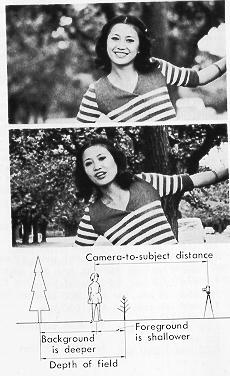 Camera-to-subject distance
Background
is deeper
Foreground
is shallower
Depth of field